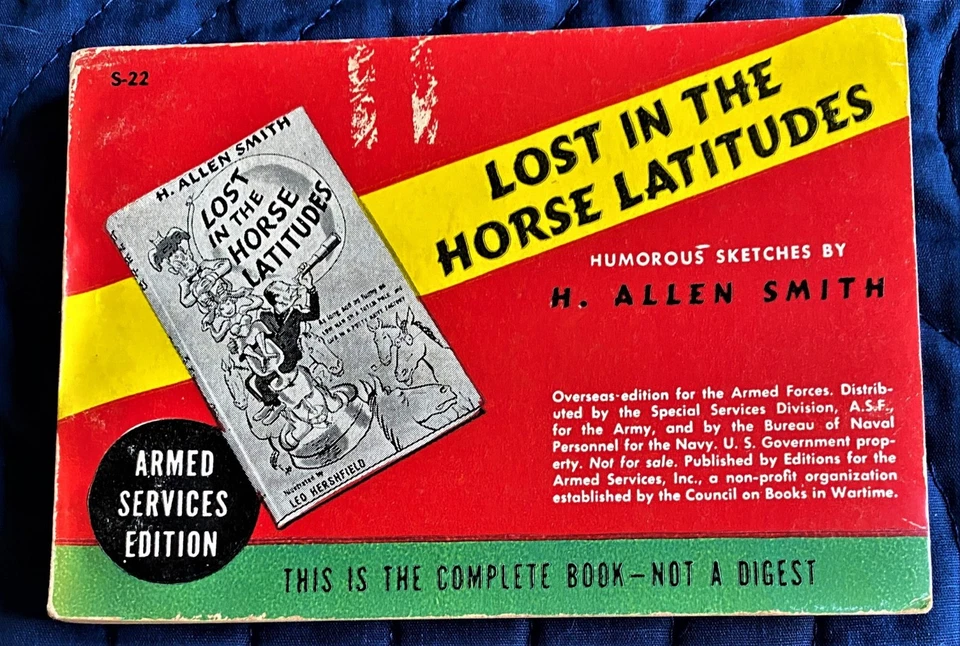 S-22
LOST IN THE
HORSE LATITUDES
HUMOROUS SKETCHES BY
H. ALLEN SMITH
H. ALLEN SMITH
LOST
IN THE
HORSE
LATITUDES
Illustrated by
LEO HERSHFIELD
Overseas edition for the Armed Forces. Distrib-
uted by the Special Services Division, A.S.F.,
for the Army, and by the Bureau of Naval
Personnel for the Navy. U. S. Government prop-
erty. Not for sale. Published by Editions for the
Armed Services, Inc., a non-profit organization
established by the Council on Books in Wartime.
ARMED
SERVICES
EDITION
THIS IS THE COMPLETE BOOK—NOT A DIGEST